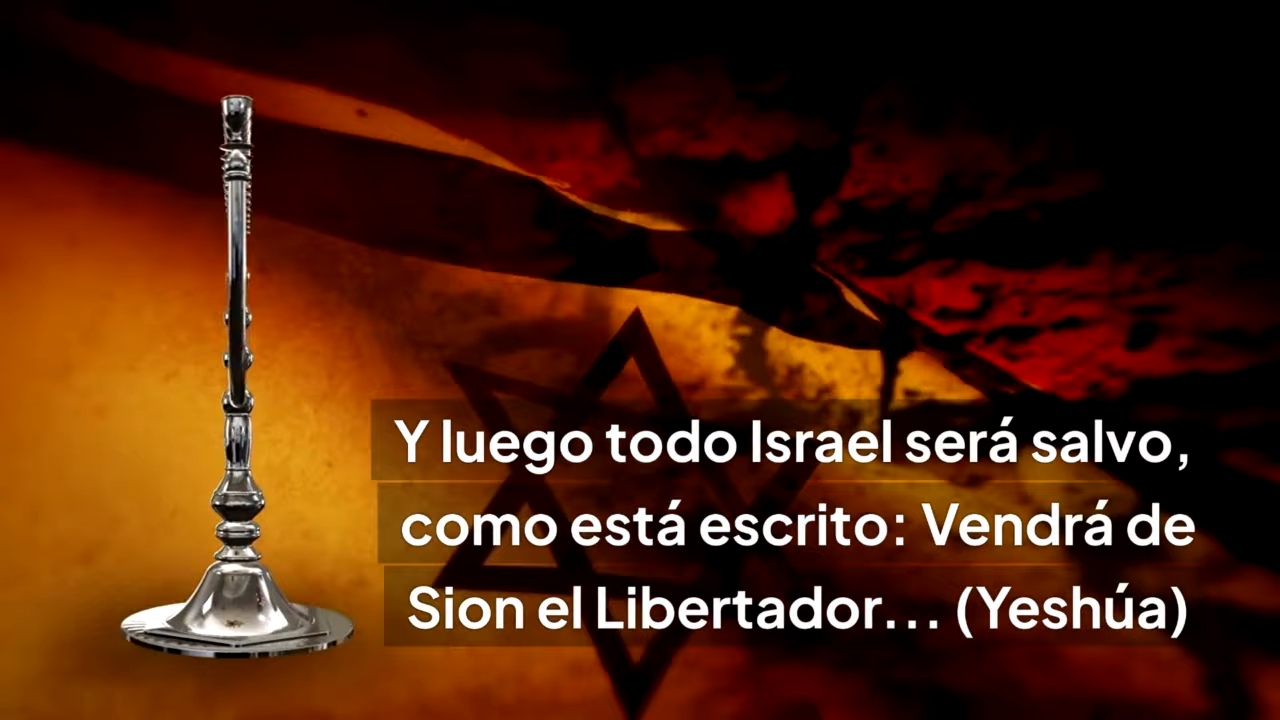 Y luego todo Israel será salvo,
como está escrito: Vendrá de
Sion el Libertador... (Yeshúa)